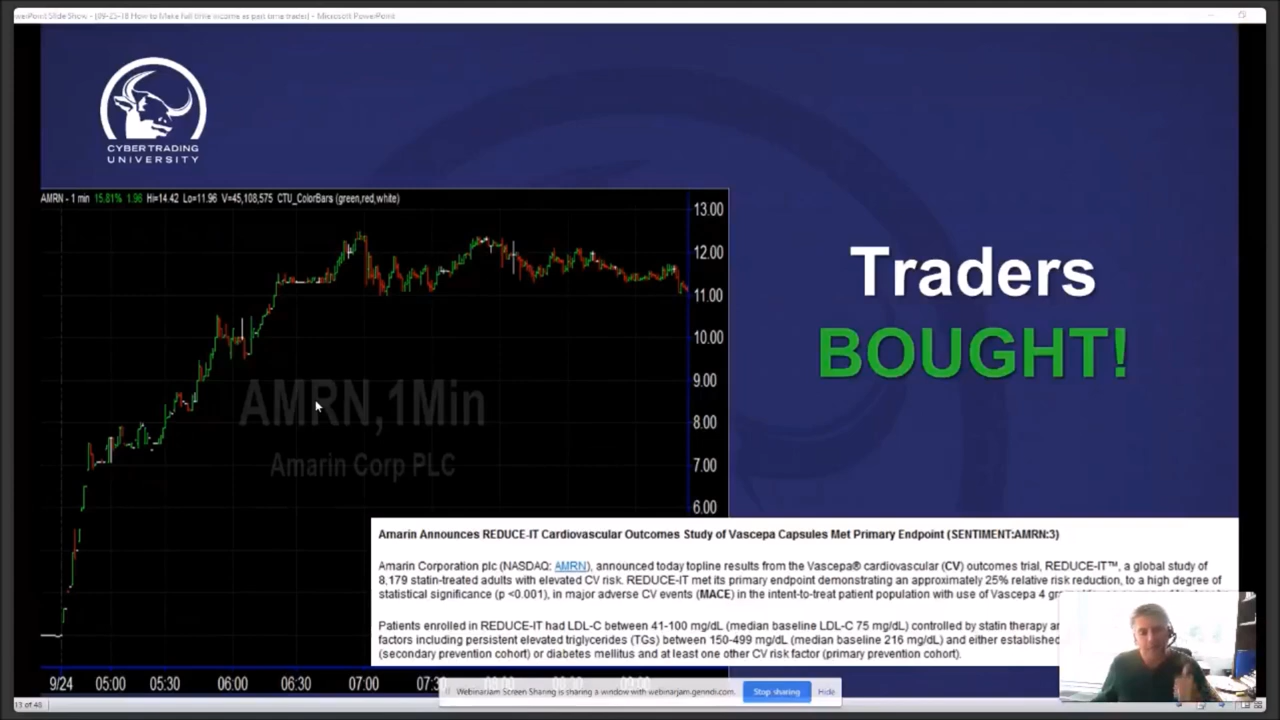 PowerPoint Slide Show - [09-25-18 How to Make Full time income as part time trader] - Microsoft PowerPoint
CYBERTRADING
UNIVERSITY
AMRN - 1 min 15.81% 1.96 Hi=14.42 Lo=11.96 V=45,108,575 CTU_ColorBars (green,red,white)
13.00
12.00
11.00
10.00
9.00
8.00
7.00
6.00
AMRN,1Min
Amarin Corp PLC
Traders
BOUGHT!
Amarin Announces REDUCE-IT Cardiovascular Outcomes Study of Vascepa Capsules Met Primary Endpoint (SENTIMENT:AMRN:3)
Amarin Corporation plc (NASDAQ: AMRN), announced today topline results from the Vascepa® cardiovascular (CV) outcomes trial, REDUCE-IT™, a global study of
8,179 statin-treated adults with elevated CV risk. REDUCE-IT met its primary endpoint demonstrating an approximately 25% relative risk reduction, to a high degree of
statistical significance (p <0.001), in major adverse CV events (MACE) in the intent-to-treat patient population with use of Vascepa 4
Patients enrolled in REDUCE-IT had LDL-C between 41-100 mg/dL (median baseline LDL-C 75 mg/dL) controlled by statin therapy
factors including persistent elevated triglycerides (TGs) between 150-499 mg/dL (median baseline 216 mg/dL) and either established
(secondary prevention cohort) or diabetes mellitus and at least one other CV risk factor (primary prevention cohort).
9/24 05:00 05:30 06:00 06:30 07:00
Webinarjam Screen Sharing is sharing a window with webinarjam.genndi.com. Stop sharing Hide
13 of 48